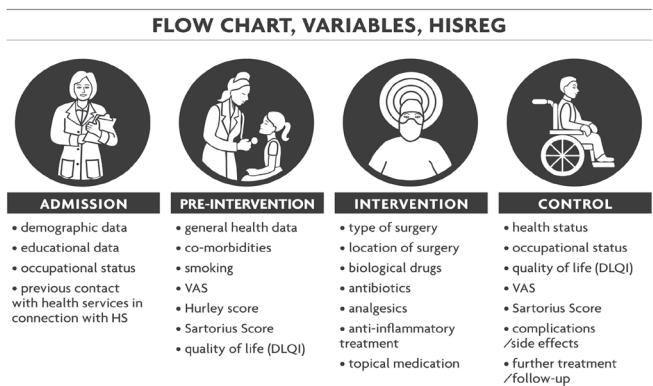 FLOW CHART, VARIABLES, HISREG
ADMISSION
• demographic data
• educational data
• occupational status
• previous contact
with health services in
connection with HS
PRE-INTERVENTION
• general health data
• co-morbidities
• smoking
• VAS
• Hurley score
• Sartorius Score
• quality of life (DLQI)
INTERVENTION
• type of surgery
• location of surgery
• biological drugs
• antibiotics
• analgesics
• anti-inflammatory
treatment
• topical medication
CONTROL
• health status
• occupational status
• quality of life (DLQI)
• VAS
• Sartorius Score
• complications
/side effects
• further treatment
/follow-up